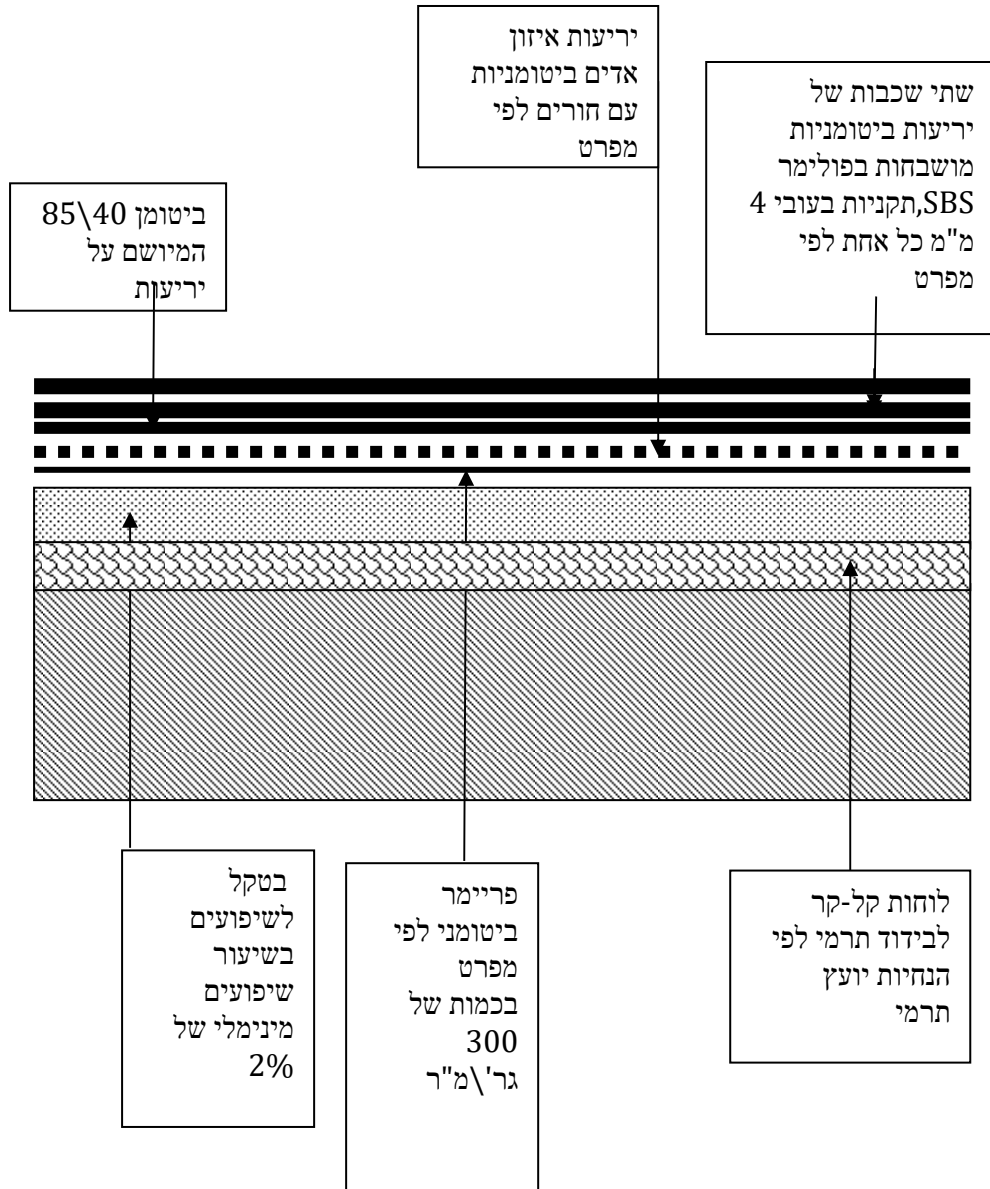 יריעות איזון
אדים ביטומניות
עם חורים לפי
מפרט
שתי שכבות של
יריעות ביטומניות
מושבחות בפולימר
SBS,תקניות בעובי 4
מ"מ כל אחת לפי
מפרט
ביטומן 85\40
המיושם על
יריעות
בטקל
לשיפועים
בשיעור
שיפועים
מינימלי של
2%
פריימר
ביטומני לפי
מפרט
בכמות של
300
גר'\מ"ר
לוחות קל-קר
לבידוד תרמי לפי
הנחיות יועץ
תרמי